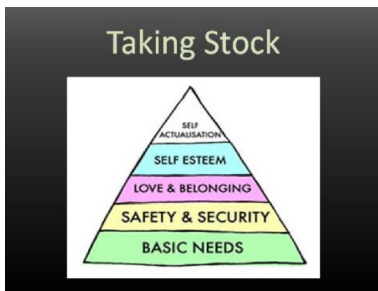 Taking Stock
SELF
ACTUALISATION
SELF ESTEEM
LOVE & BELONGING
SAFETY & SECURITY
BASIC NEEDS